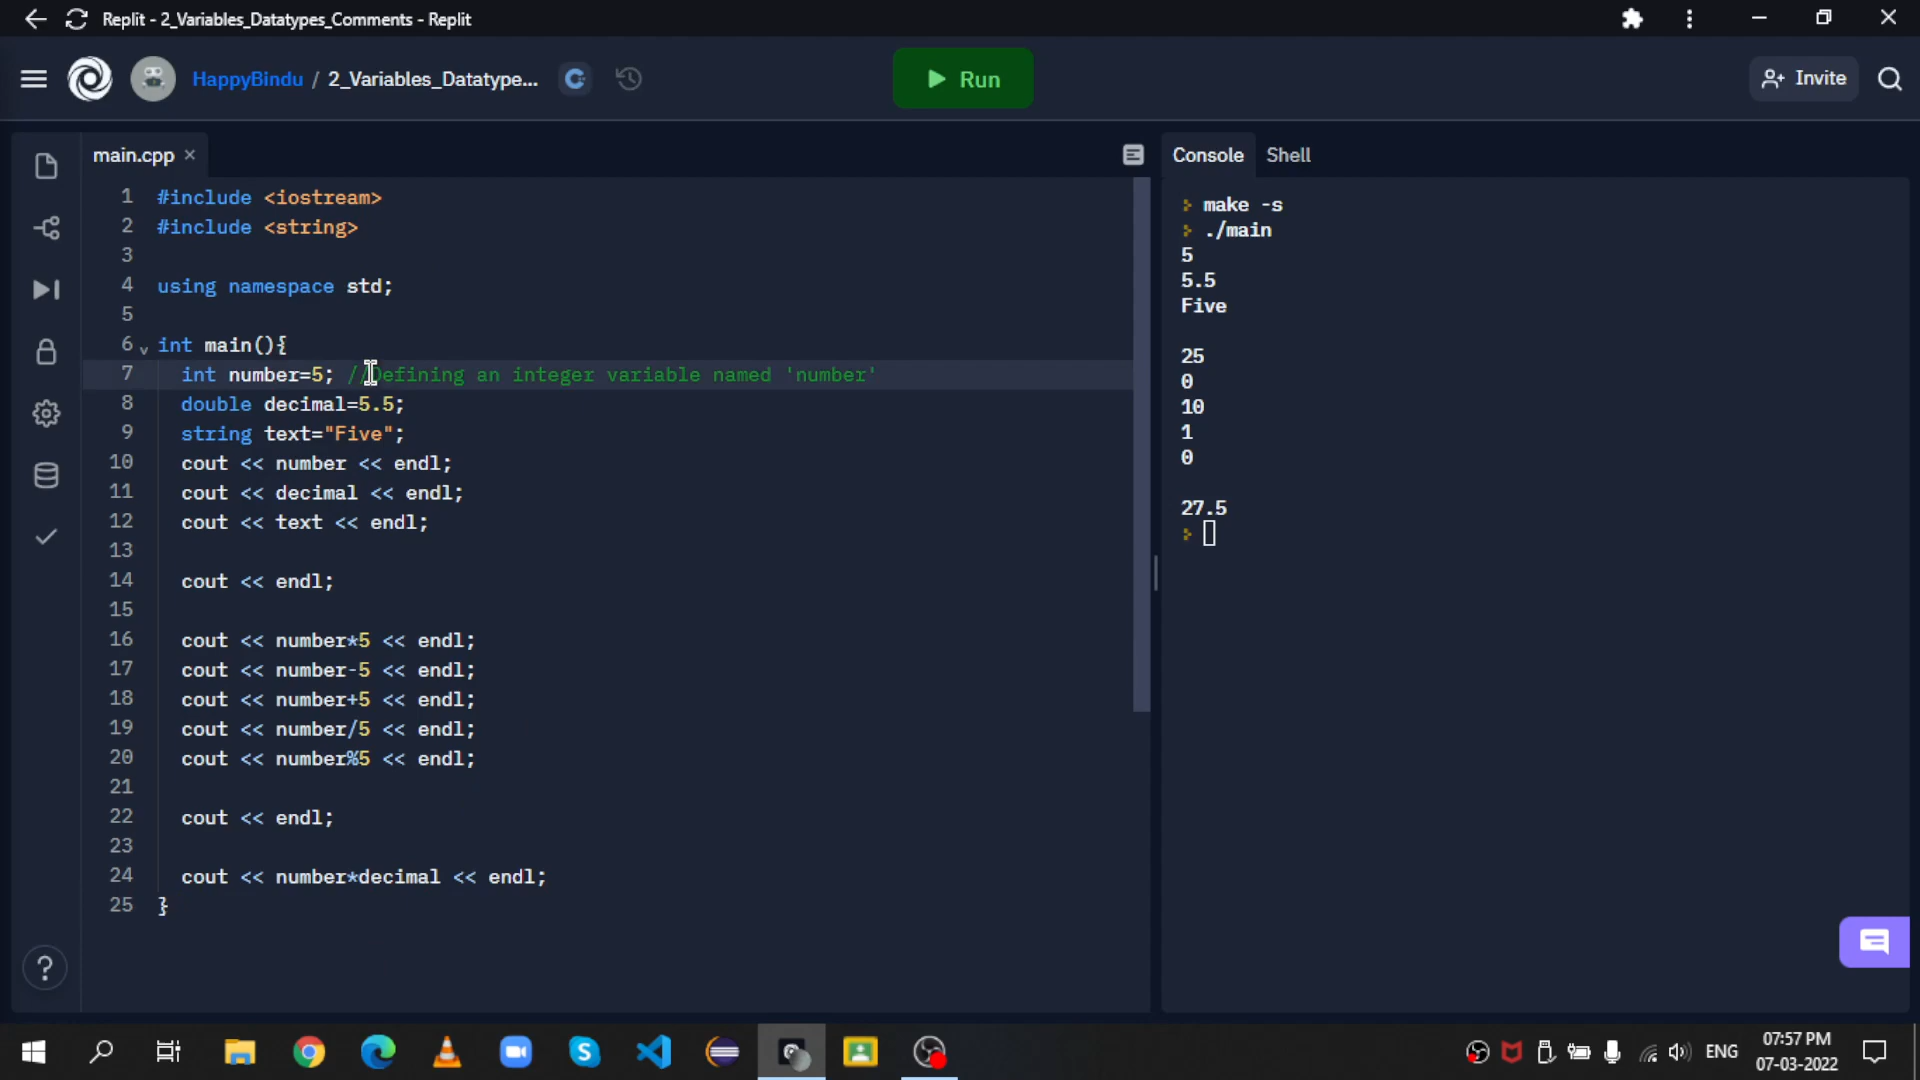 Replit - 2_Variables_Datatypes_Comments - Replit
HappyBindu / 2_Variables_Datatype...
Run
Invite
main.cpp
Console
Shell
1 #include <iostream>
2 #include <string>
3
4 using namespace std;
5
6 int main(){
7 int number=5; //Defining an integer variable named 'number'
8 double decimal=5.5;
9 string text="Five";
10 cout << number << endl;
11 cout << decimal << endl;
12 cout << text << endl;
13
14 cout << endl;
15
16 cout << number*5 << endl;
17 cout << number-5 << endl;
18 cout << number+5 << endl;
19 cout << number/5 << endl;
20 cout << number%5 << endl;
21
22 cout << endl;
23
24 cout << number*decimal << endl;
25 }
make -s
./main
5
5.5
Five
25
0
10
1
0
27.5
ENG
07:57 PM
07-03-2022